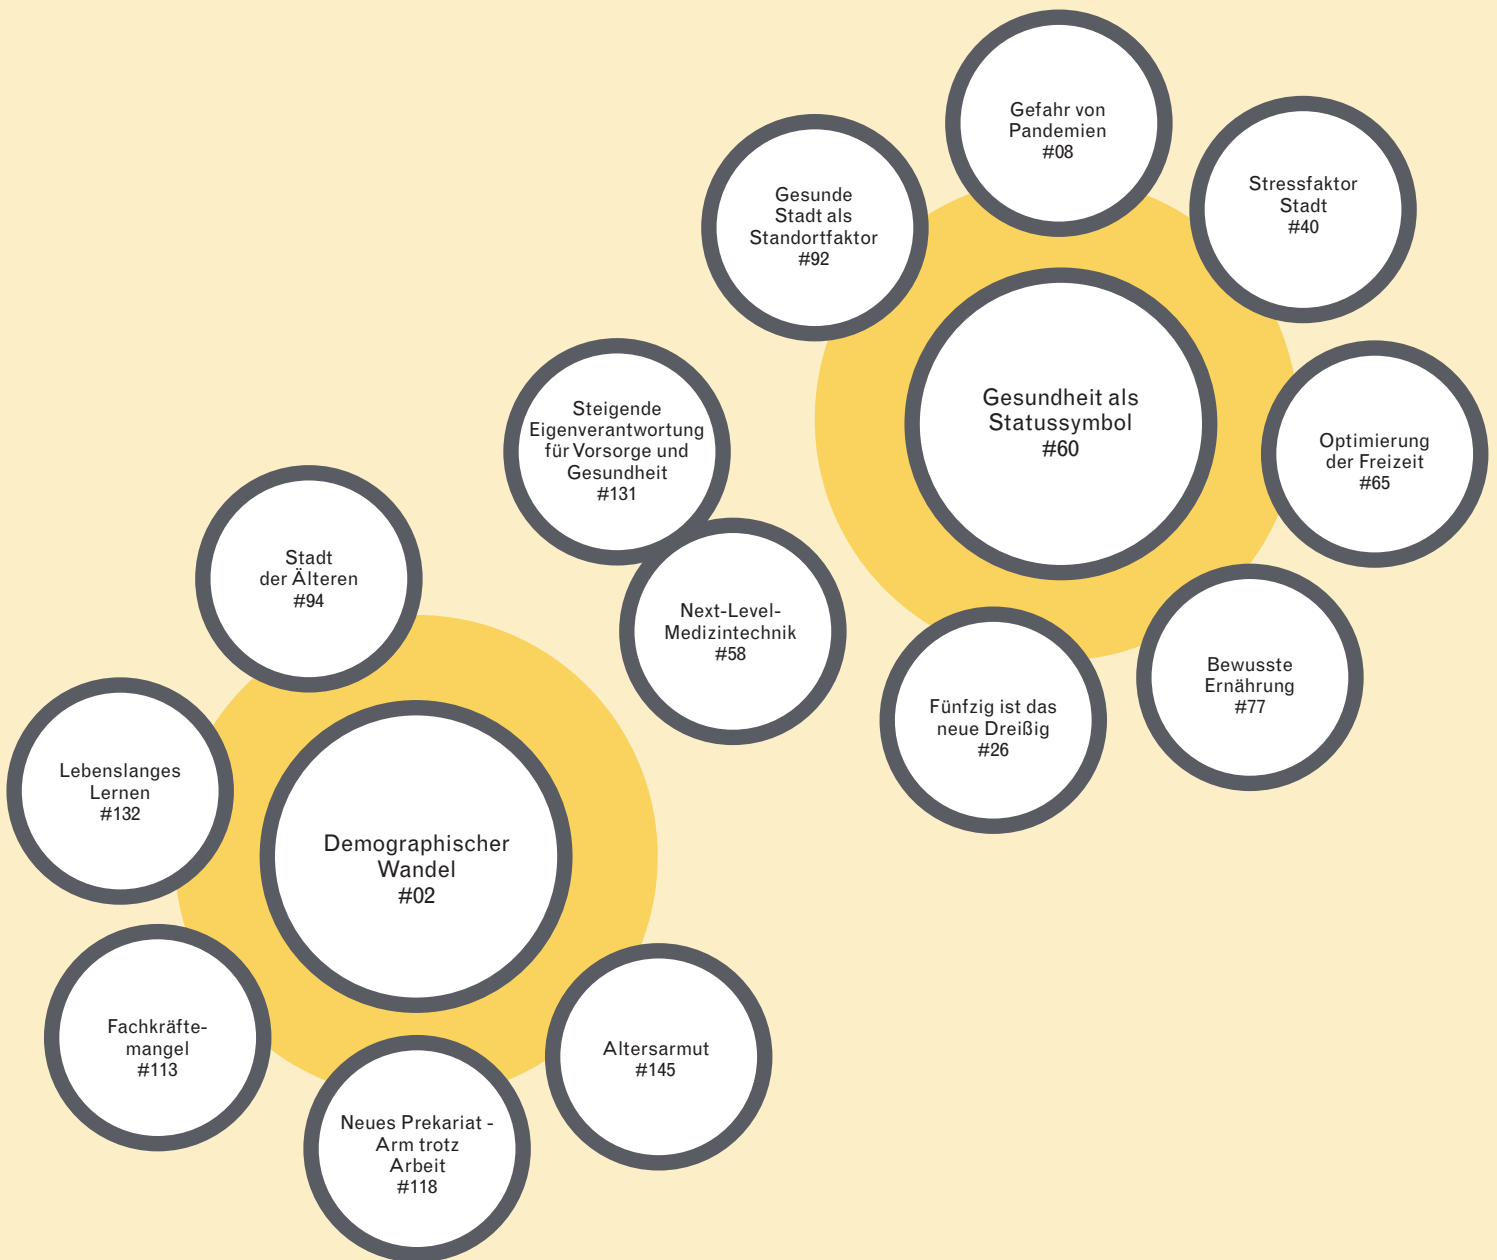 Gefahr von
Pandemien
#08
Stressfaktor
Stadt
#40
Gesunde
Stadt als
Standortfaktor
#92
Gesundheit als
Statussymbol
#60
Optimierung
der Freizeit
#65
Steigende
Eigenverantwortung
für Vorsorge und
Gesundheit
#131
Stadt
der Älteren
#94
Next-Level-
Medizintechnik
#58
Bewusste
Ernährung
#77
Fünfzig ist das
neue Dreißig
#26
Lebenslanges
Lernen
#132
Demographischer
Wandel
#02
Fachkräfte-
mangel
#113
Altersarmut
#145
Neues Prekariat -
Arm trotz
Arbeit
#118